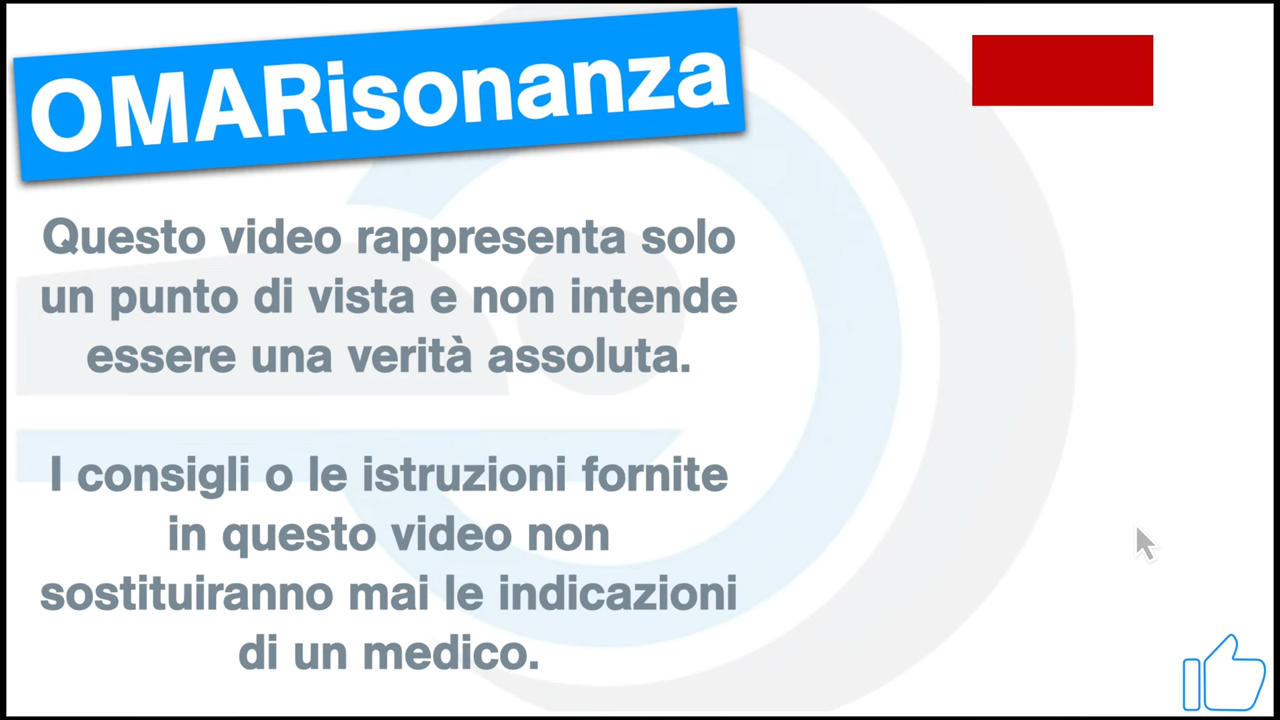 OMARisonanza
Questo video rappresenta solo
un punto di vista e non intende
essere una verità assoluta.
I consigli o le istruzioni fornite
in questo video non
sostituiranno mai le indicazioni
di un medico.